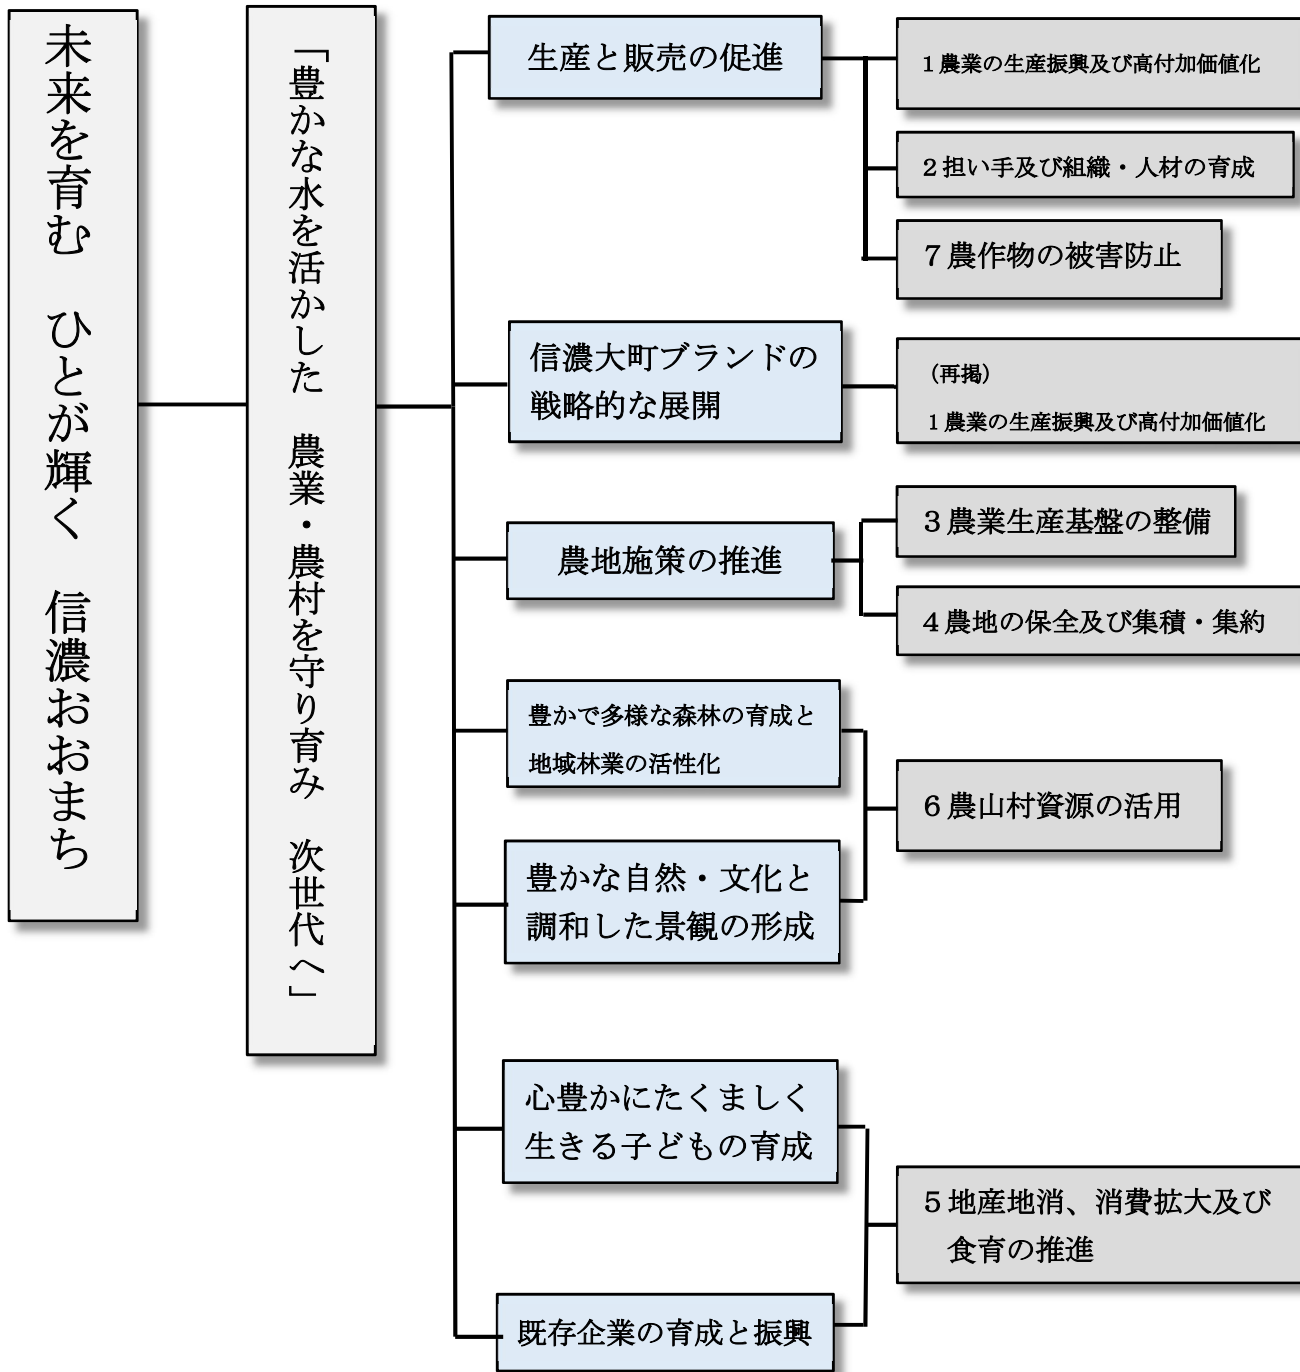 未来を育む　ひとが輝く　信濃おおまち
「豊かな水を活かした　農業・農村を守り育み　次世代へ」
生産と販売の促進
１農業の生産振興及び高付加価値化
２担い手及び組織・人材の育成
７農作物の被害防止
信濃大町ブランドの
戦略的な展開
（再掲）
１農業の生産振興及び高付加価値化
農地施策の推進
３農業生産基盤の整備
４農地の保全及び集積・集約
豊かで多様な森林の育成と
地域林業の活性化
豊かな自然・文化と
調和した景観の形成
６農山村資源の活用
心豊かにたくましく
生きる子どもの育成
既存企業の育成と振興
５地産地消、消費拡大及び
食育の推進